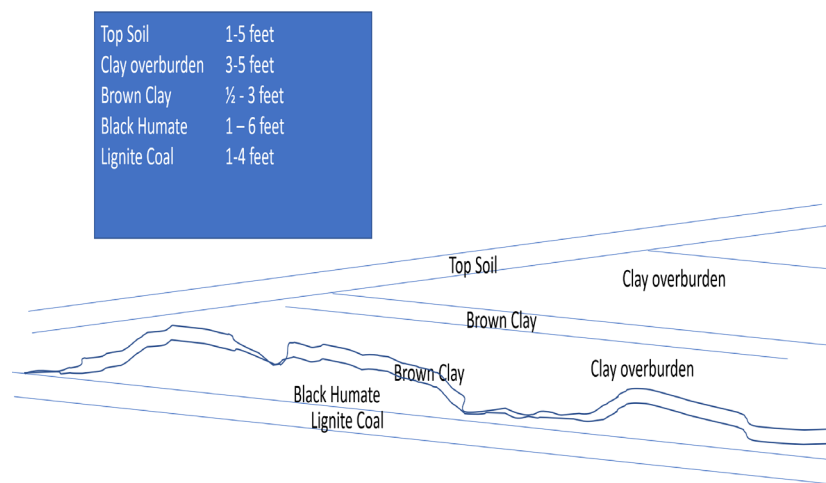 Top Soil 1-5 feet
Clay overburden 3-5 feet
Brown Clay ½ - 3 feet
Black Humate 1 – 6 feet
Lignite Coal 1-4 feet
Top Soil
Clay overburden
Brown Clay
Clay overburden
Brown Clay
Black Humate
Lignite Coal